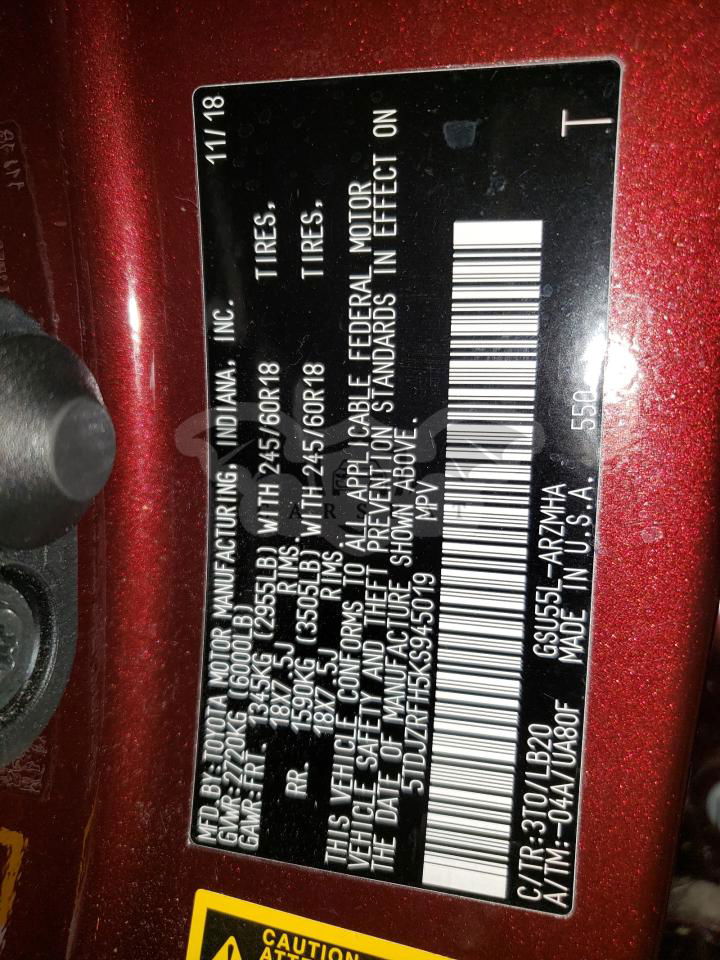 MFD.BY:TOYOTA MOTOR MANUFACTURING, INDIANA, INC. 11/18
GVWR:2720KG (6000LB)
GAWR:FRT. 1345KG (2955LB) WITH 245/60R18 TIRES,
18X7.5J RIMS
RR. 1590KG (3505LB) WITH 245/60R18 TIRES,
18X7.5J RIMS.
THIS VEHICLE CONFORMS TO ALL APPLICABLE FEDERAL MOTOR
VEHICLE SAFETY AND THEFT PREVENTION STANDARDS IN EFFECT ON
THE DATE OF MANUFACTURE SHOWN ABOVE.
5TDJZRFH5KS945019 MPV
C/TR:3T0/LB20 GSU55L-ARZMHA T
A/TM:-04A/UA80F MADE IN U.S.A. 550
CAUTION